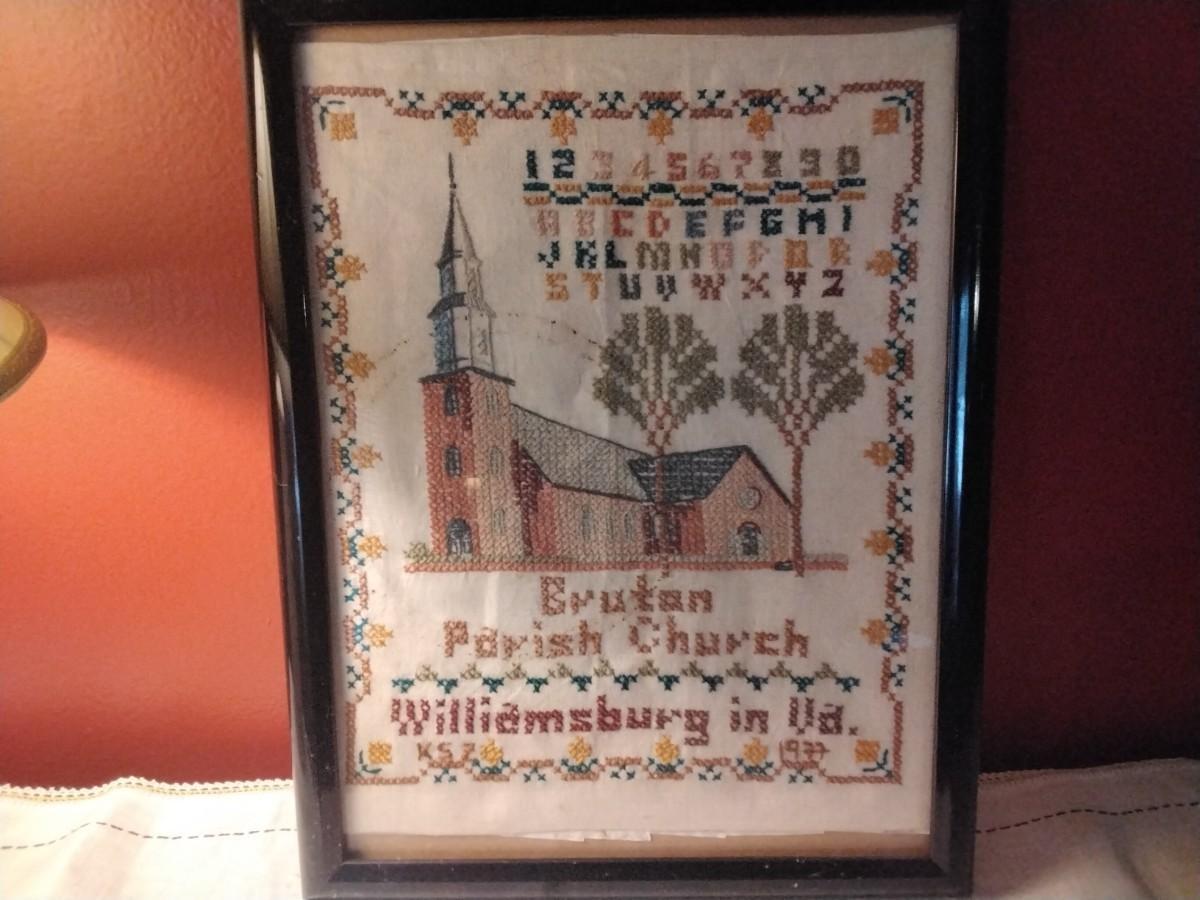 1234567890
ABCDEFGHI
JKLMNOPQR
STUVWXYZ
Bruton
Parish Church
Williamsburg in Va.
KSZ 1977